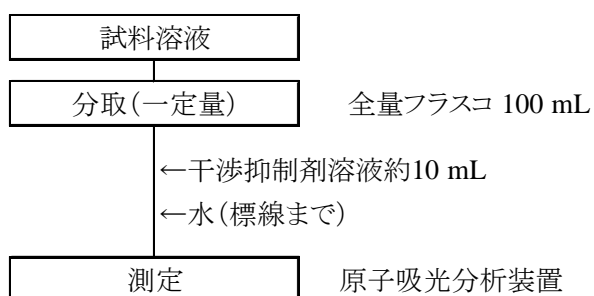 試料溶液
分取(一定量) 全量フラスコ 100 mL
←干渉抑制剤溶液約10 mL
←水(標線まで)
測定 原子吸光分析装置